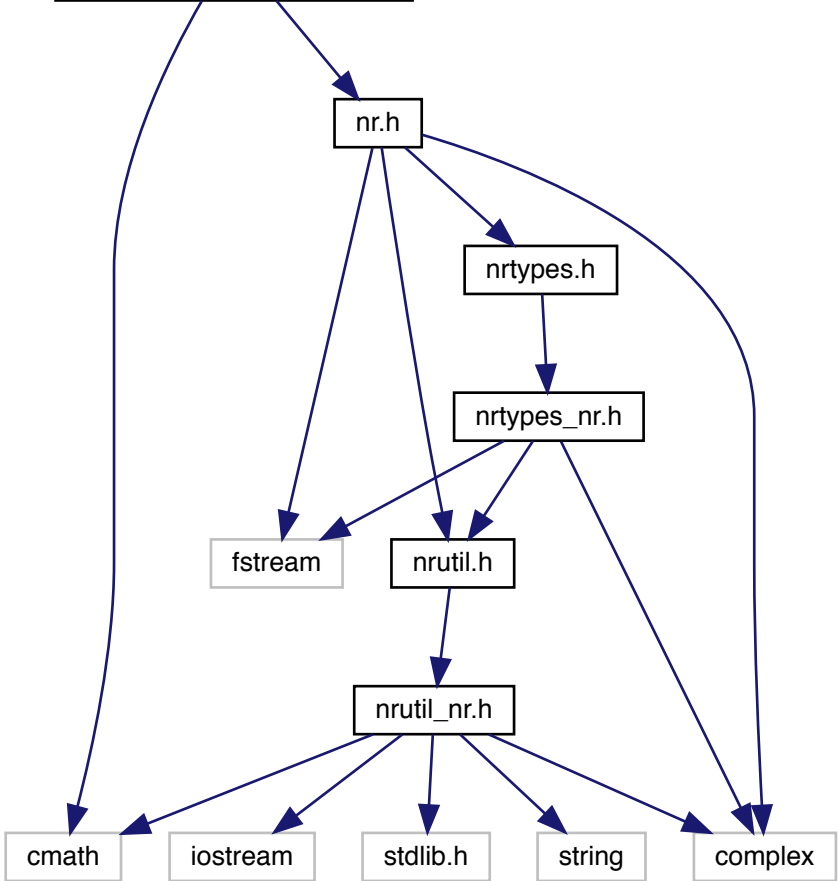 nr.h
nrtypes.h
nrtypes_nr.h
fstream
nrutil.h
nrutil_nr.h
cmath
iostream
stdlib.h
string
complex